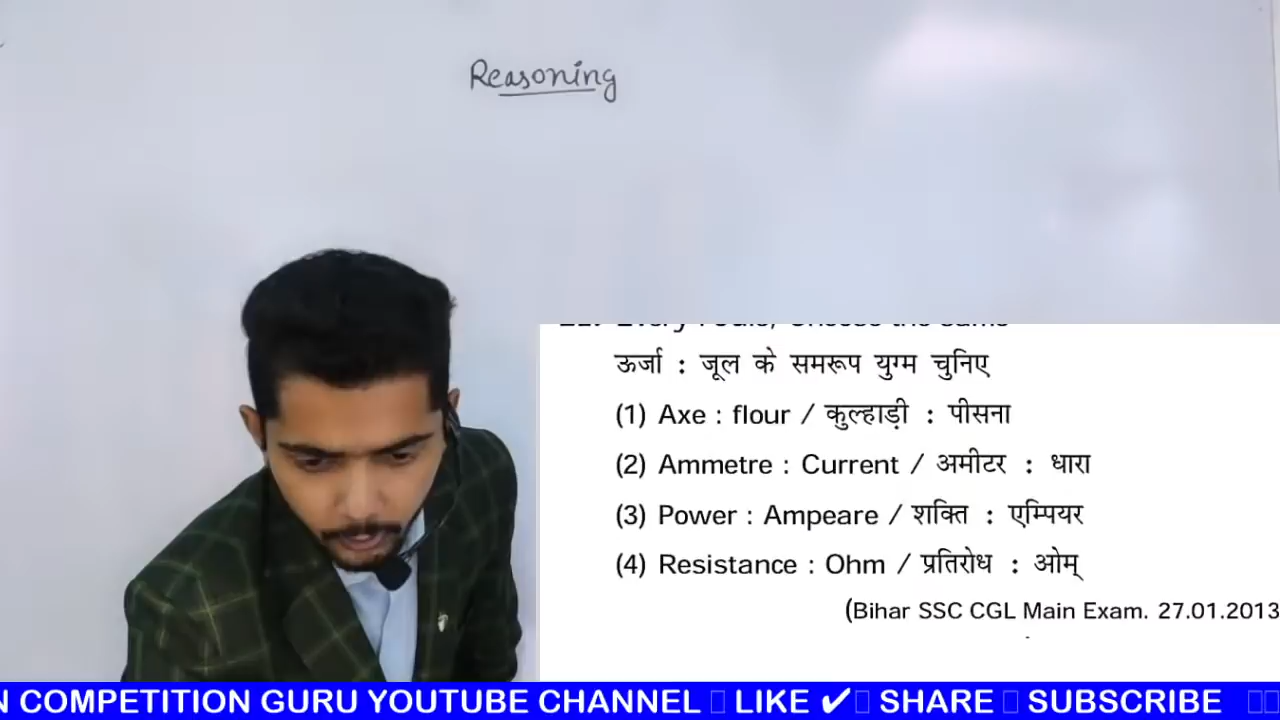 Reasoning
ऊर्जा : जूल के समरूप युग्म चुनिए
(1) Axe : flour / कुल्हाड़ी : पीसना
(2) Ammetre : Current / अमीटर : धारा
(3) Power : Ampeare / शक्ति : एम्पियर
(4) Resistance : Ohm / प्रतिरोध : ओम्
(Bihar SSC CGL Main Exam. 27.01.2013
N COMPETITION GURU YOUTUBE CHANNEL LIKE ✔ SHARE SUBSCRIBE